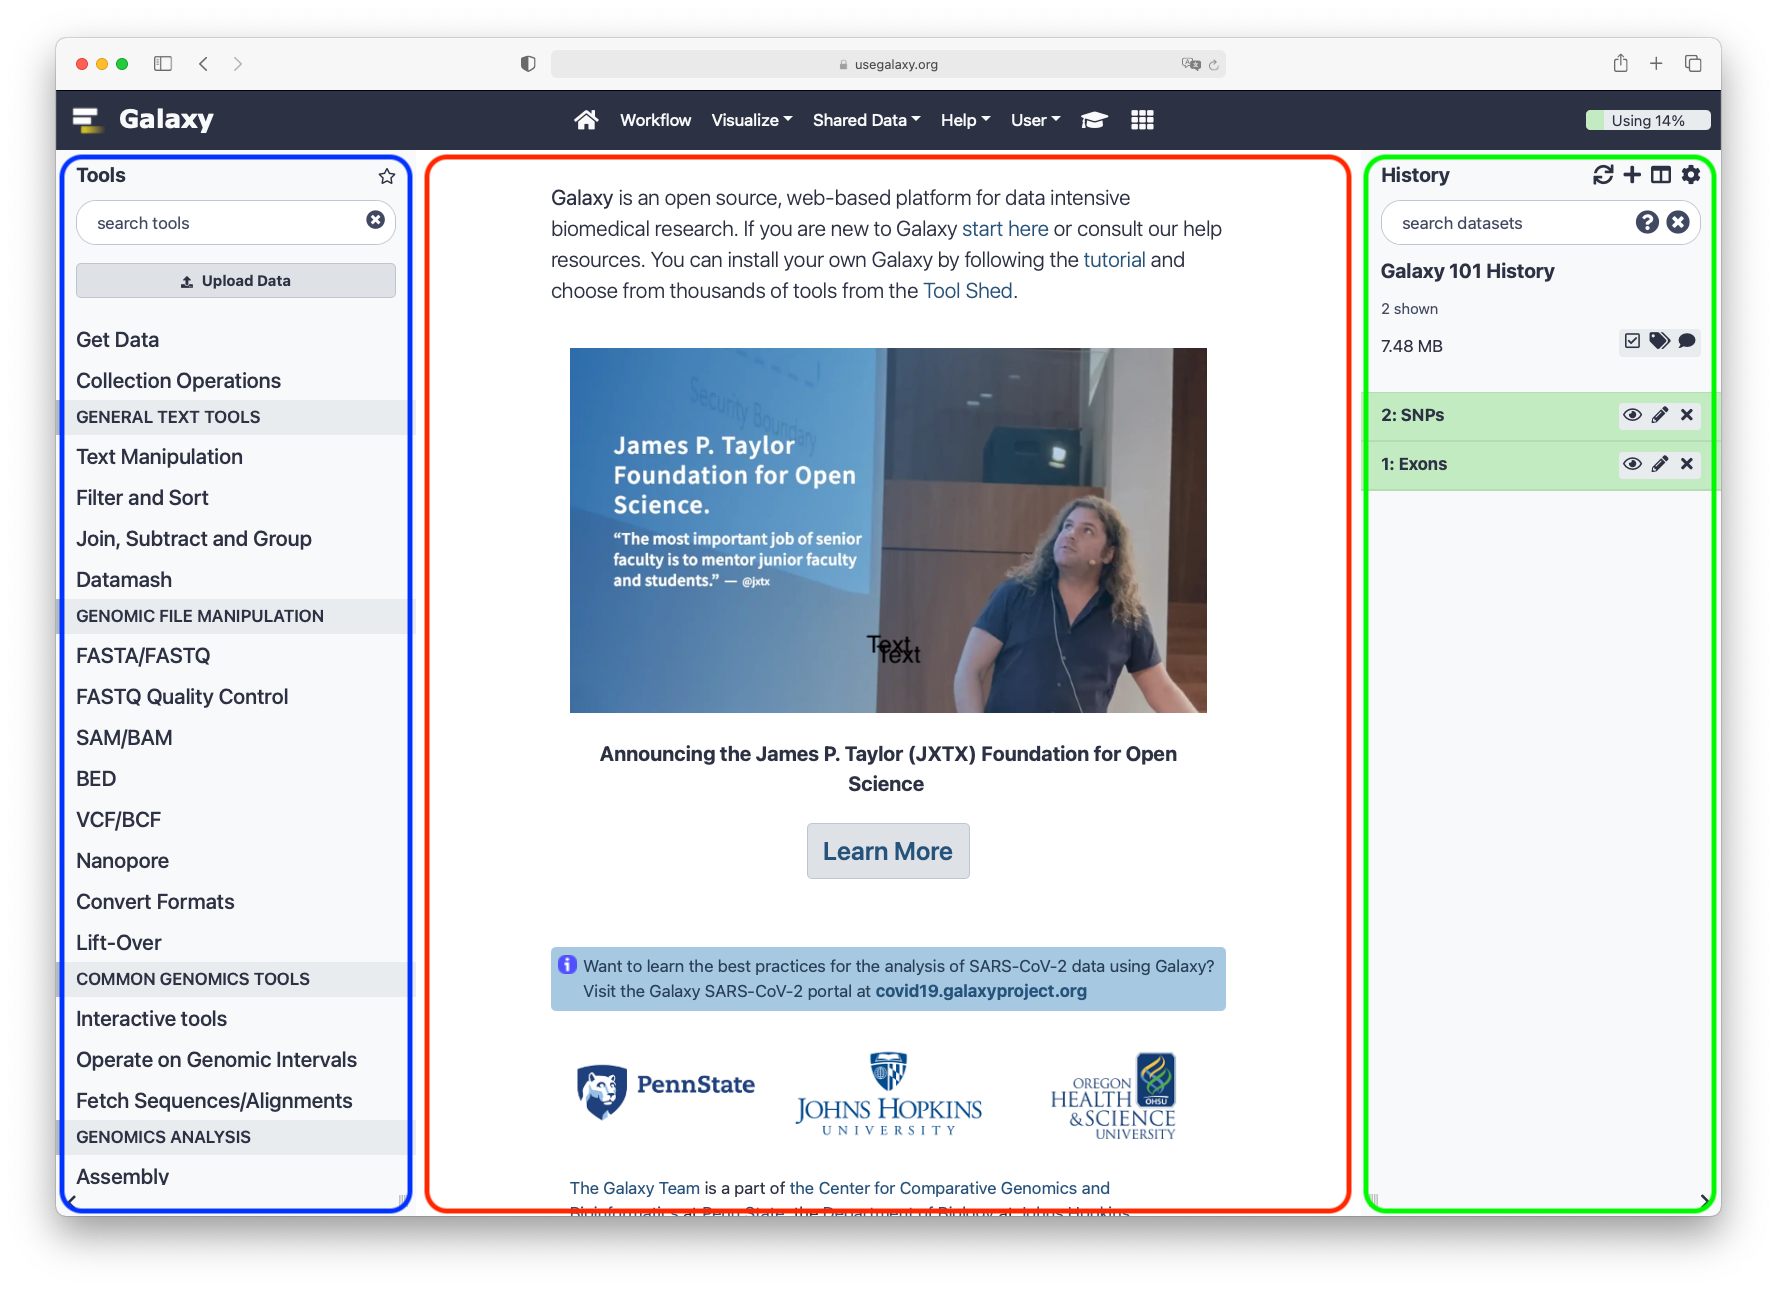 usegalaxy.org
Galaxy
Workflow Visualize Shared Data Help User
Using 14%
Tools
search tools
Upload Data
Get Data
Collection Operations
GENERAL TEXT TOOLS
Text Manipulation
Filter and Sort
Join, Subtract and Group
Datamash
GENOMIC FILE MANIPULATION
FASTA/FASTQ
FASTQ Quality Control
SAM/BAM
BED
VCF/BCF
Nanopore
Convert Formats
Lift-Over
COMMON GENOMICS TOOLS
Interactive tools
Operate on Genomic Intervals
Fetch Sequences/Alignments
GENOMICS ANALYSIS
Assembly
Galaxy is an open source, web-based platform for data intensive
biomedical research. If you are new to Galaxy start here or consult our help
resources. You can install your own Galaxy by following the tutorial and
choose from thousands of tools from the Tool Shed.
Security Boundary
James P. Taylor
Foundation for Open
Science.
“The most important job of senior
faculty is to mentor junior faculty
and students.” — @jxtx
Text
Text
Announcing the James P. Taylor (JXTX) Foundation for Open
Science
Learn More
Want to learn the best practices for the analysis of SARS-CoV-2 data using Galaxy?
Visit the Galaxy SARS-CoV-2 portal at covid19.galaxyproject.org
PennState
JOHNS HOPKINS
UNIVERSITY
OHSU
OREGON
HEALTH
& SCIENCE
UNIVERSITY
The Galaxy Team is a part of the Center for Comparative Genomics and
Bioinformatics at Penn State, the Department of Biology at Johns Hopkins
History
search datasets
Galaxy 101 History
2 shown
7.48 MB
2: SNPs
1: Exons